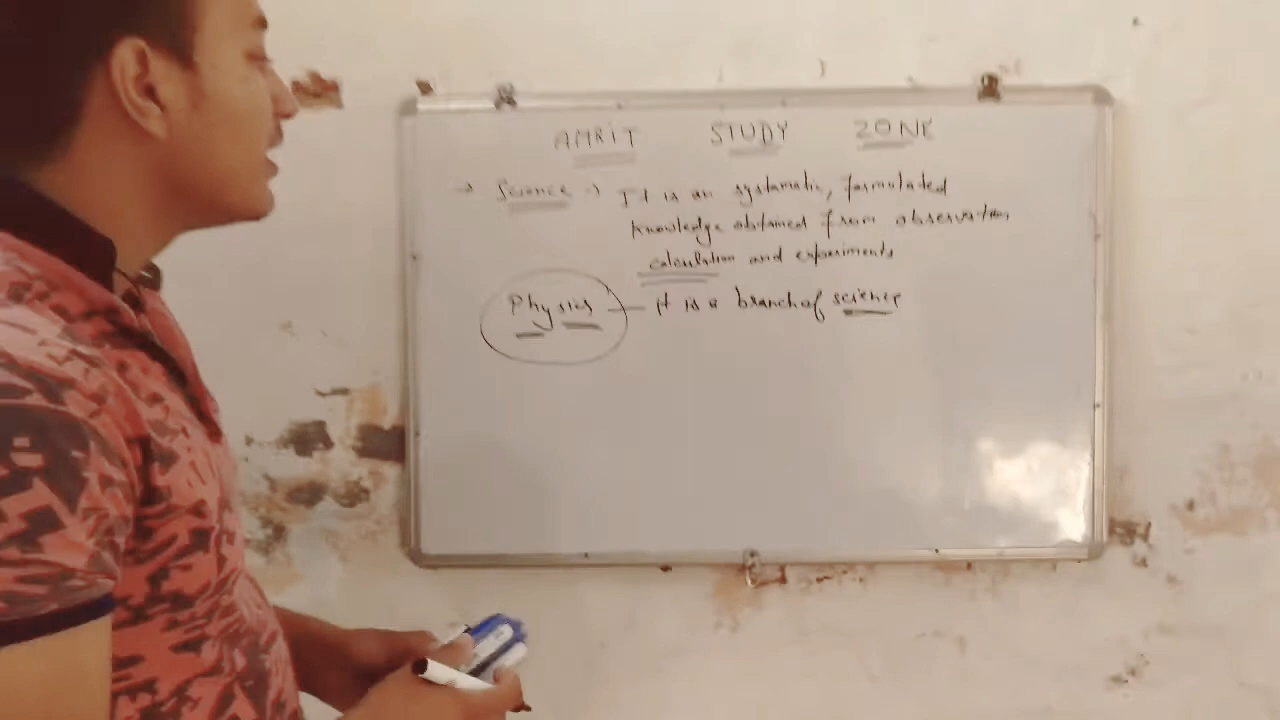 AMRIT STUDY ZONE
→ Science → It is an systamatic, formulated
knowledge obtained from observation,
calculation and experiments
Physics — It is a branch of science